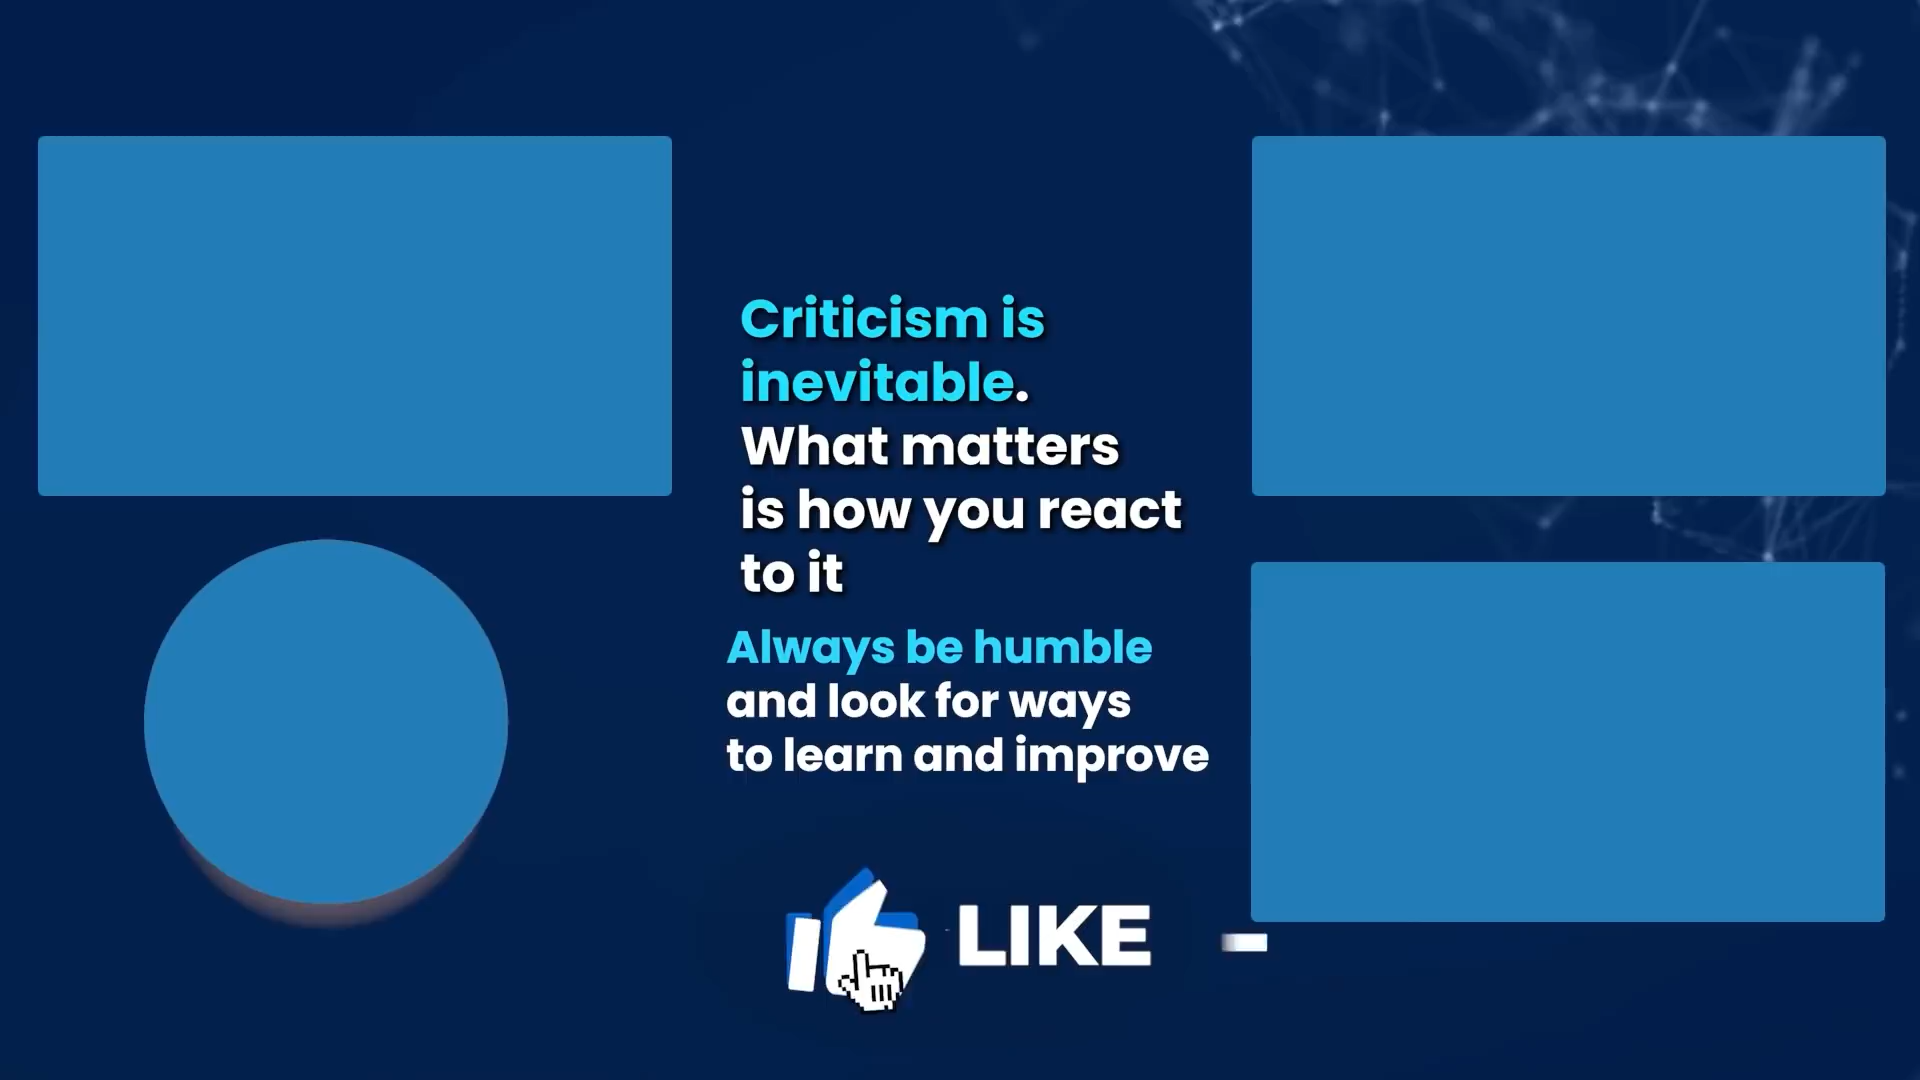 Criticism is
inevitable.
What matters
is how you react
to it
Always be humble
and look for ways
to learn and improve
LIKE